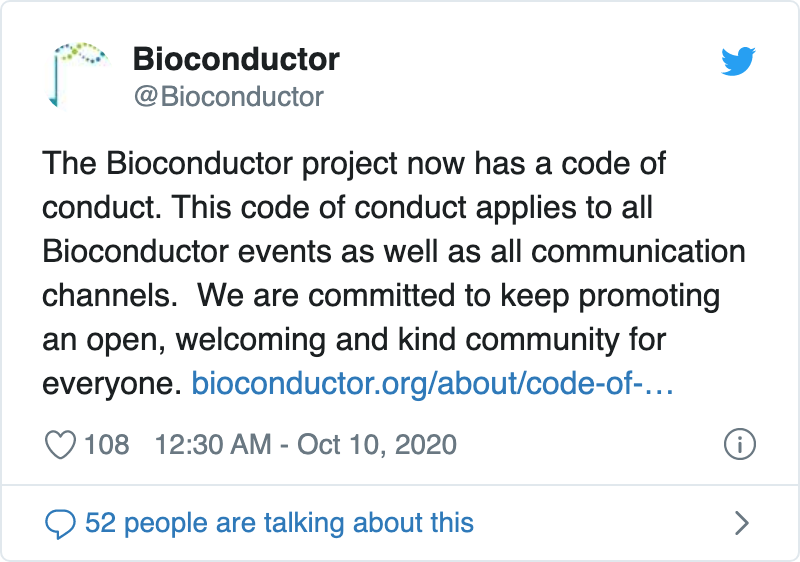 Bioconductor
@Bioconductor
The Bioconductor project now has a code of
conduct. This code of conduct applies to all
Bioconductor events as well as all communication
channels.  We are committed to keep promoting
an open, welcoming and kind community for
everyone. bioconductor.org/about/code-of-…
108 12:30 AM - Oct 10, 2020
52 people are talking about this